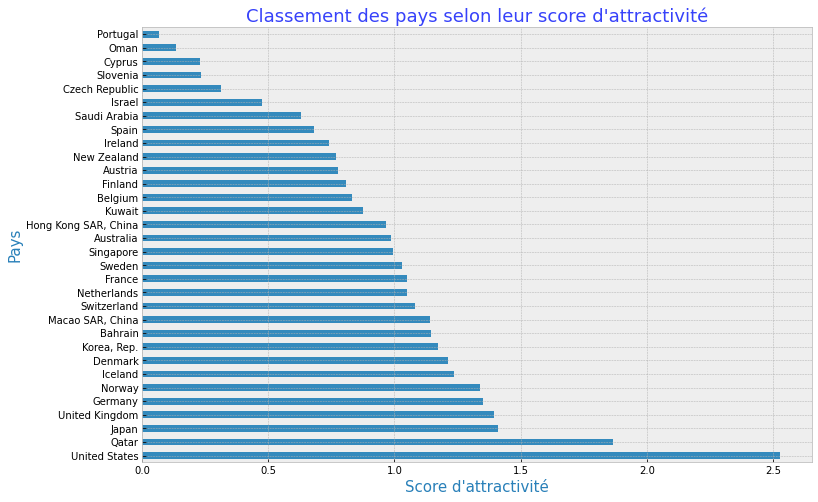 Classement des pays selon leur score d'attractivité
Pays
Portugal
Oman
Cyprus
Slovenia
Czech Republic
Israel
Saudi Arabia
Spain
Ireland
New Zealand
Austria
Finland
Belgium
Kuwait
Hong Kong SAR, China
Australia
Singapore
Sweden
France
Netherlands
Switzerland
Macao SAR, China
Bahrain
Korea, Rep.
Denmark
Iceland
Norway
Germany
United Kingdom
Japan
Qatar
United States
0.0 0.5 1.0 1.5 2.0 2.5
Score d'attractivité